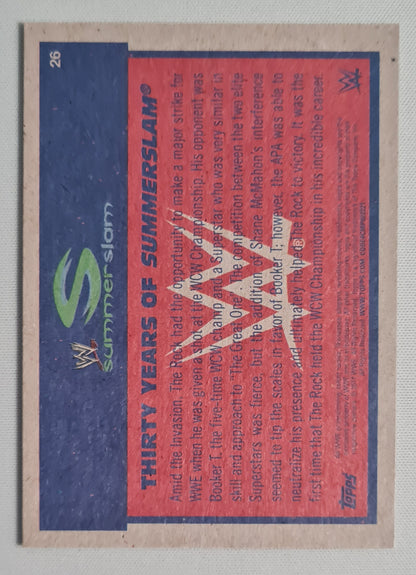 26
W
summerslam
THIRTY YEARS OF SUMMERSLAM®
Amid the Invasion, The Rock had the opportunity to make a major strike for
WWE when he was given a shot at the WCW Championship. His opponent was
Booker T, the five-time WCW champ and a Superstar who was very similar in
skill and approach to "The Great One." The competition between the two elite
Superstars was fierce, but the addition of Shane McMahon's interference
seemed to tip the scales in favor of Booker T; however, the APA was able to
neutralize his presence and ultimately helped The Rock to victory. It was the
first time that The Rock held the WCW Championship in his incredible career.
®
TOPPS
W